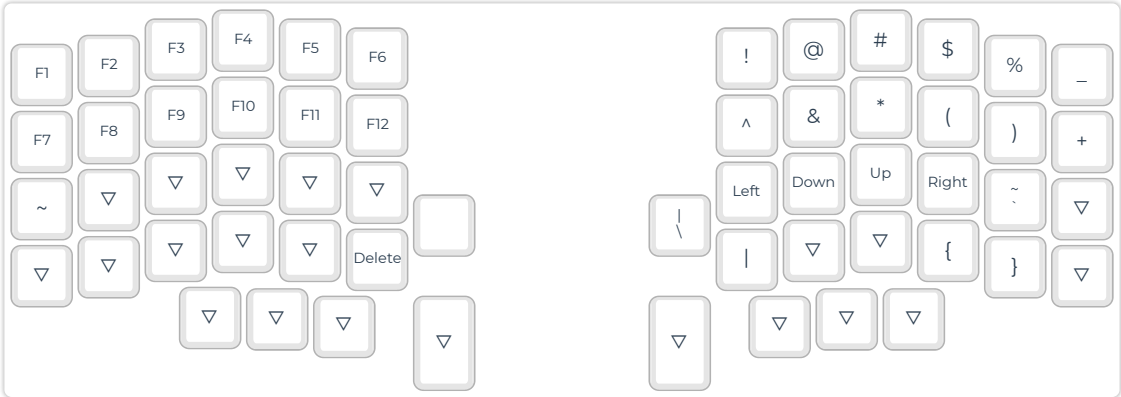 F1 F2 F3 F4 F5 F6 ! @ # $ % _
F7 F8 F9 F10 F11 F12 ^ & * ( ) +
~ ▽ ▽ ▽ ▽ ▽ Left Down Up Right ~ ▽
`
|
\
▽ ▽ ▽ ▽ ▽ Delete | ▽ ▽ { } ▽
▽ ▽ ▽ ▽ ▽ ▽ ▽ ▽